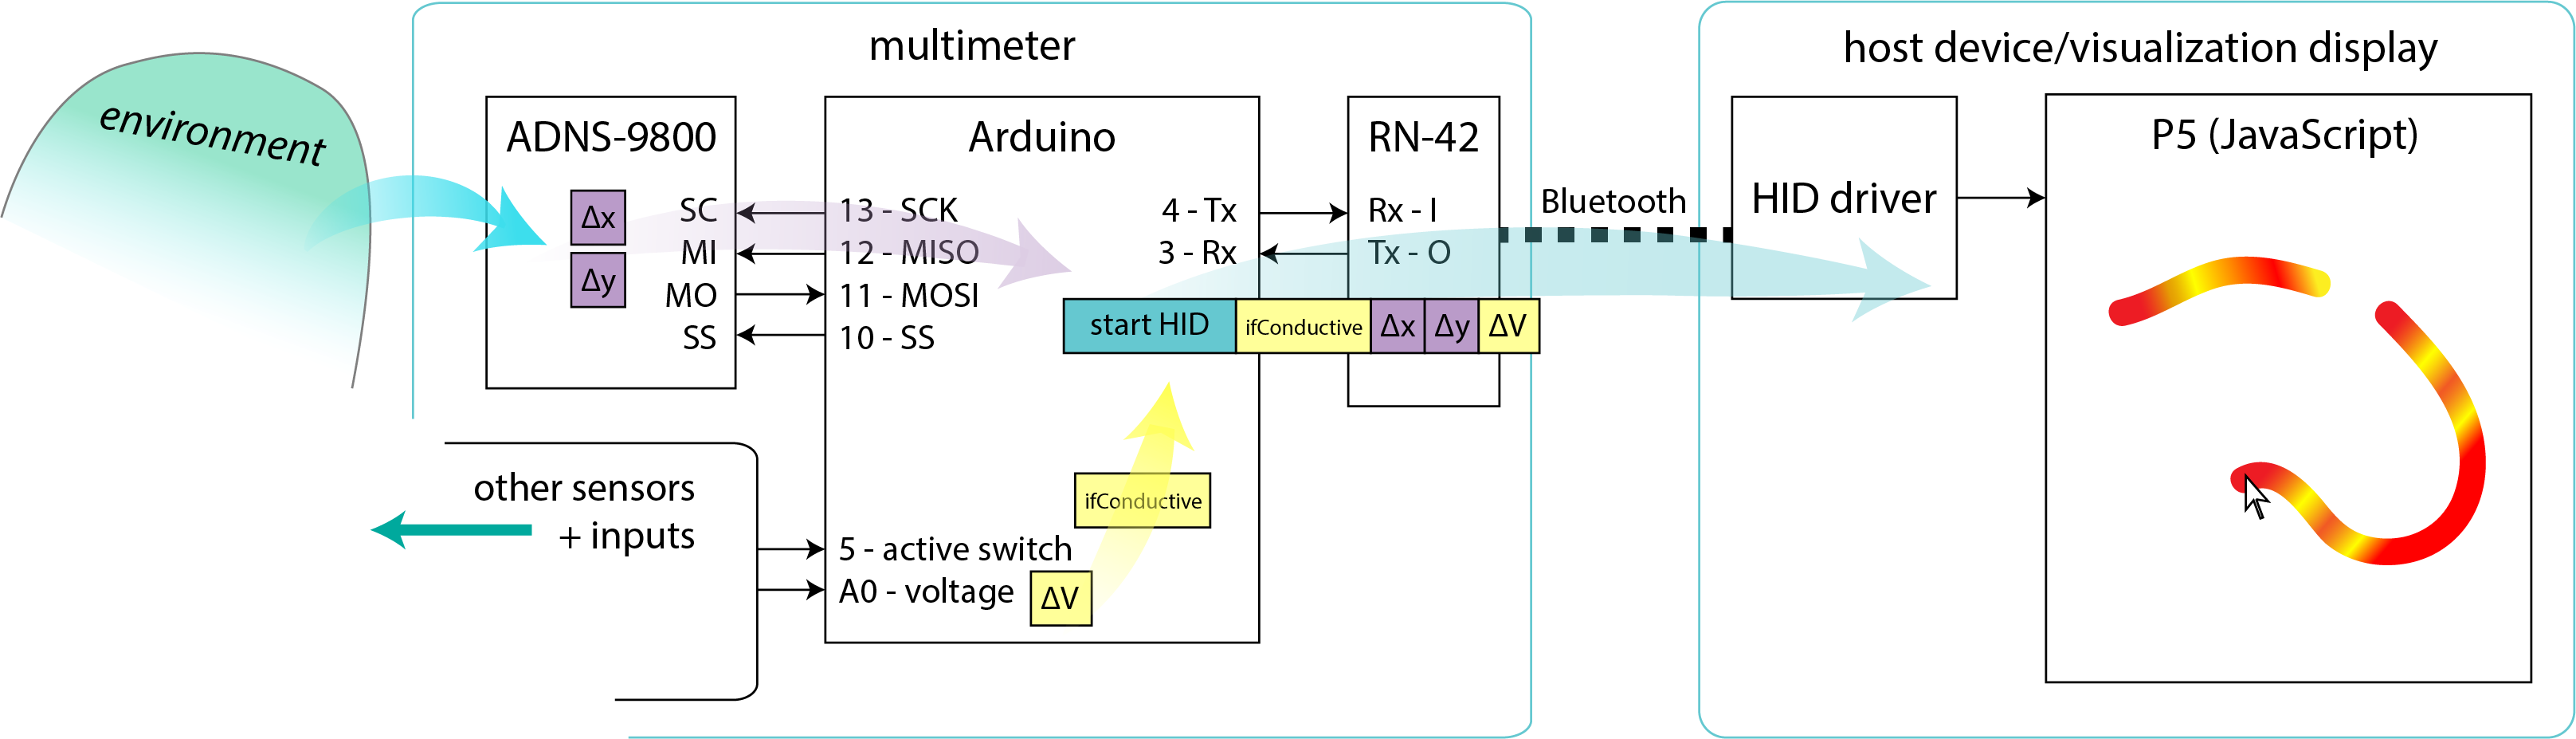 multimeter
host device/visualization display
environment
ADNS-9800
Δx
Δy
SC
MI
MO
SS
Arduino
13 - SCK
12 - MISO
11 - MOSI
10 - SS
4 - Tx
3 - Rx
RN-42
Rx - I
Tx - O
Bluetooth
HID driver
P5 (JavaScript)
start HID
ifConductive
Δx
Δy
ΔV
other sensors
+ inputs
ifConductive
5 - active switch
A0 - voltage
ΔV